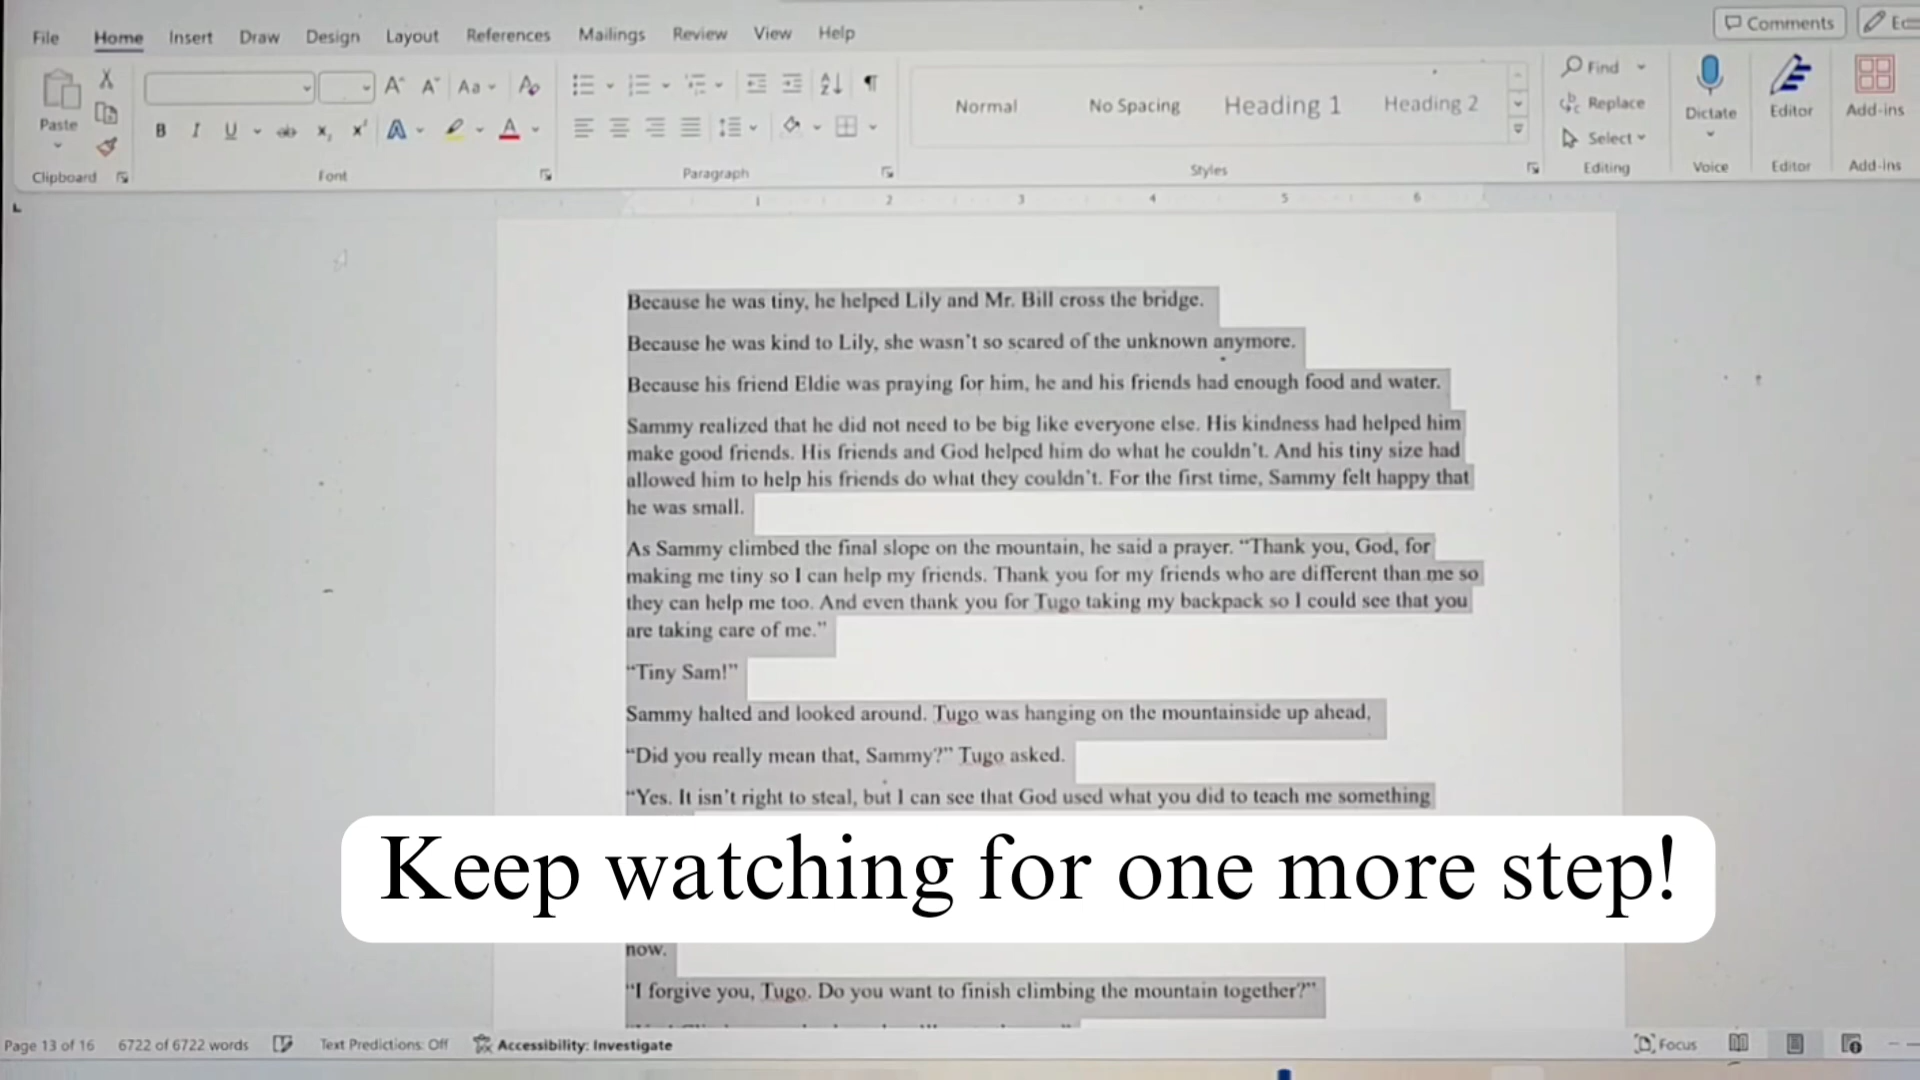 File Home Insert Draw Design Layout References Mailings Review View Help
Comments
Find
Replace
Select
Paste
Dictate
Editor
Add-ins
Normal No Spacing Heading 1 Heading 2
Clipboard Font Paragraph Styles Editing Voice Editor Add-ins
1 2 3 4 5 6
Because he was tiny, he helped Lily and Mr. Bill cross the bridge.
Because he was kind to Lily, she wasn't so scared of the unknown anymore.
Because his friend Eldie was praying for him, he and his friends had enough food and water.
Sammy realized that he did not need to be big like everyone else. His kindness had helped him
make good friends. His friends and God helped him do what he couldn't. And his tiny size had
allowed him to help his friends do what they couldn't. For the first time, Sammy felt happy that
he was small.
As Sammy climbed the final slope on the mountain, he said a prayer. “Thank you, God, for
making me tiny so I can help my friends. Thank you for my friends who are different than me so
they can help me too. And even thank you for Tugo taking my backpack so I could see that you
are taking care of me.”
“Tiny Sam!”
Sammy halted and looked around. Tugo was hanging on the mountainside up ahead,
“Did you really mean that, Sammy?” Tugo asked.
“Yes. It isn't right to steal, but I can see that God used what you did to teach me something
Keep watching for one more step!
now.
“I forgive you, Tugo. Do you want to finish climbing the mountain together?”
Page 13 of 16 6722 of 6722 words Text Predictions: Off Accessibility: Investigate Focus